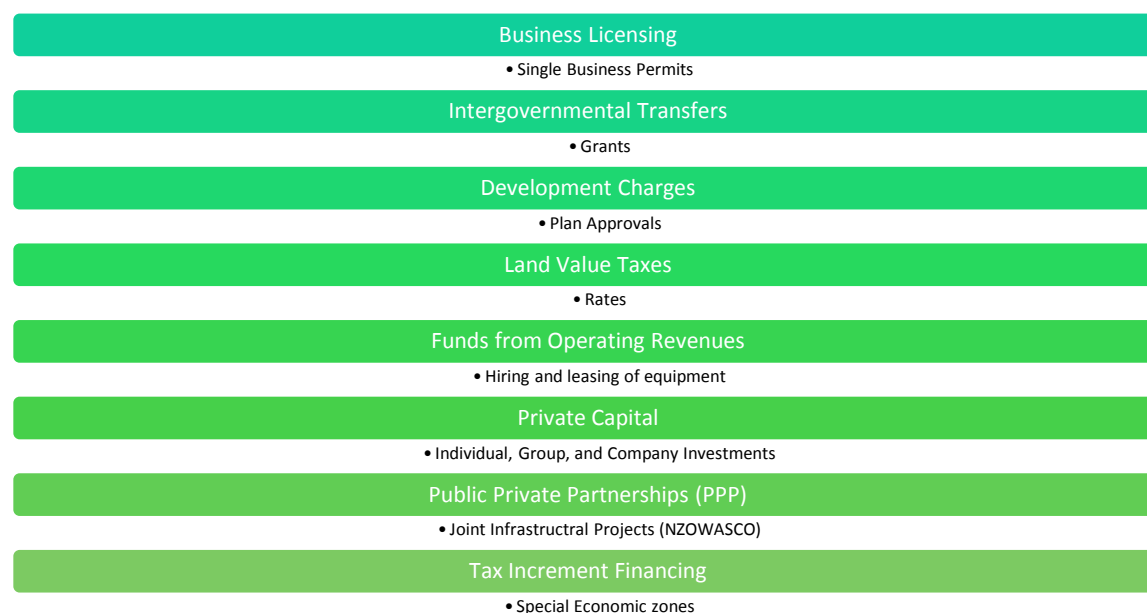 Business Licensing
• Single Business Permits
Intergovernmental Transfers
• Grants
Development Charges
• Plan Approvals
Land Value Taxes
• Rates
Funds from Operating Revenues
• Hiring and leasing of equipment
Private Capital
• Individual, Group, and Company Investments
Public Private Partnerships (PPP)
• Joint Infrastructral Projects (NZOWASCO)
Tax Increment Financing
• Special Economic zones